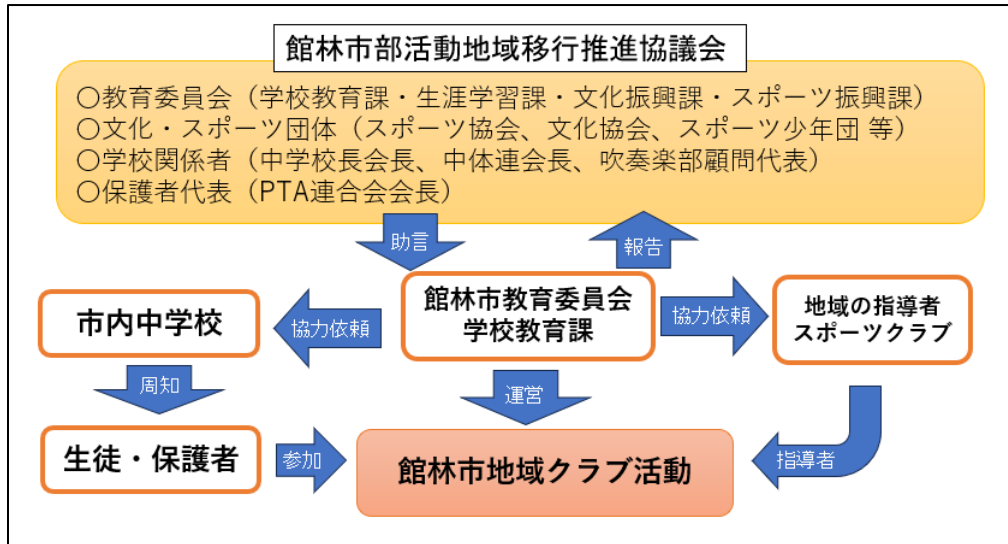 館林市部活動地域移行推進協議会
○教育委員会（学校教育課・生涯学習課・文化振興課・スポーツ振興課）
○文化・スポーツ団体（スポーツ協会、文化協会、スポーツ少年団 等）
○学校関係者（中学校長会長、中体連会長、吹奏楽部顧問代表）
○保護者代表（PTA連合会会長）
助言
報告
市内中学校
協力依頼
館林市教育委員会
学校教育課
協力依頼
地域の指導者
スポーツクラブ
周知
運営
生徒・保護者
参加
館林市地域クラブ活動
指導者